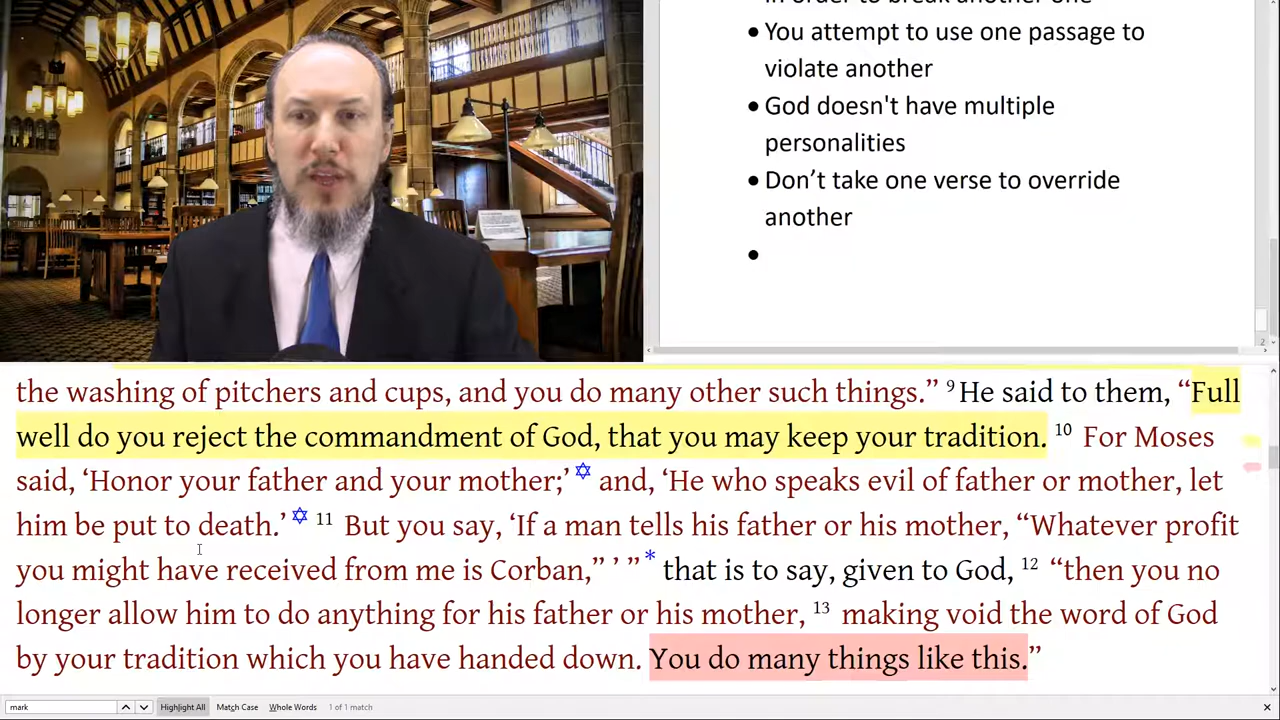 in order to break another one
• You attempt to use one passage to
violate another
• God doesn't have multiple
personalities
• Don’t take one verse to override
another
•
2
the washing of pitchers and cups, and you do many other such things.” 9 He said to them, “Full
well do you reject the commandment of God, that you may keep your tradition. 10 For Moses
said, ‘Honor your father and your mother;’✡ and, ‘He who speaks evil of father or mother, let
him be put to death.’✡ 11 But you say, ‘If a man tells his father or his mother, “Whatever profit
you might have received from me is Corban,” ’ ”* that is to say, given to God, 12 “then you no
longer allow him to do anything for his father or his mother, 13 making void the word of God
by your tradition which you have handed down. You do many things like this.”
mark Highlight All Match Case Whole Words 1 of 1 match